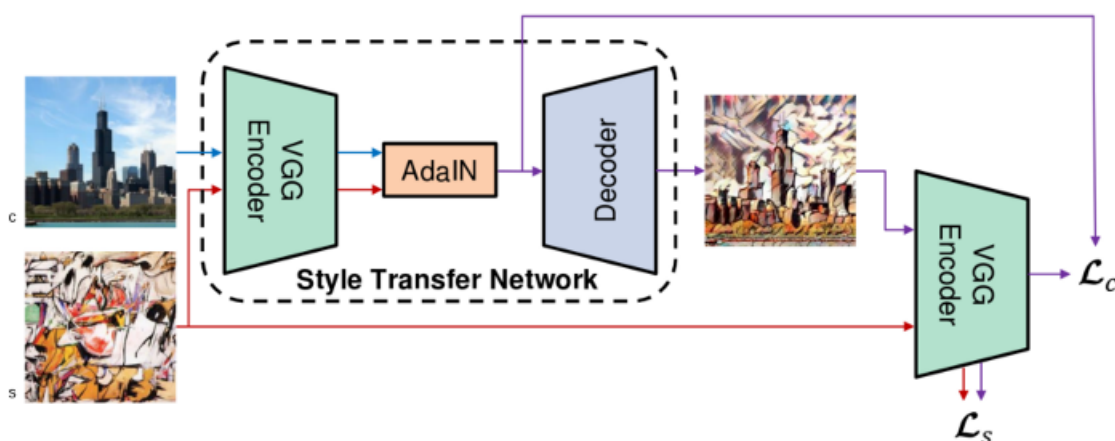 c
VGG
Encoder
AdaIN
Decoder
Style Transfer Network
s
VGG
Encoder
ℒc
ℒs